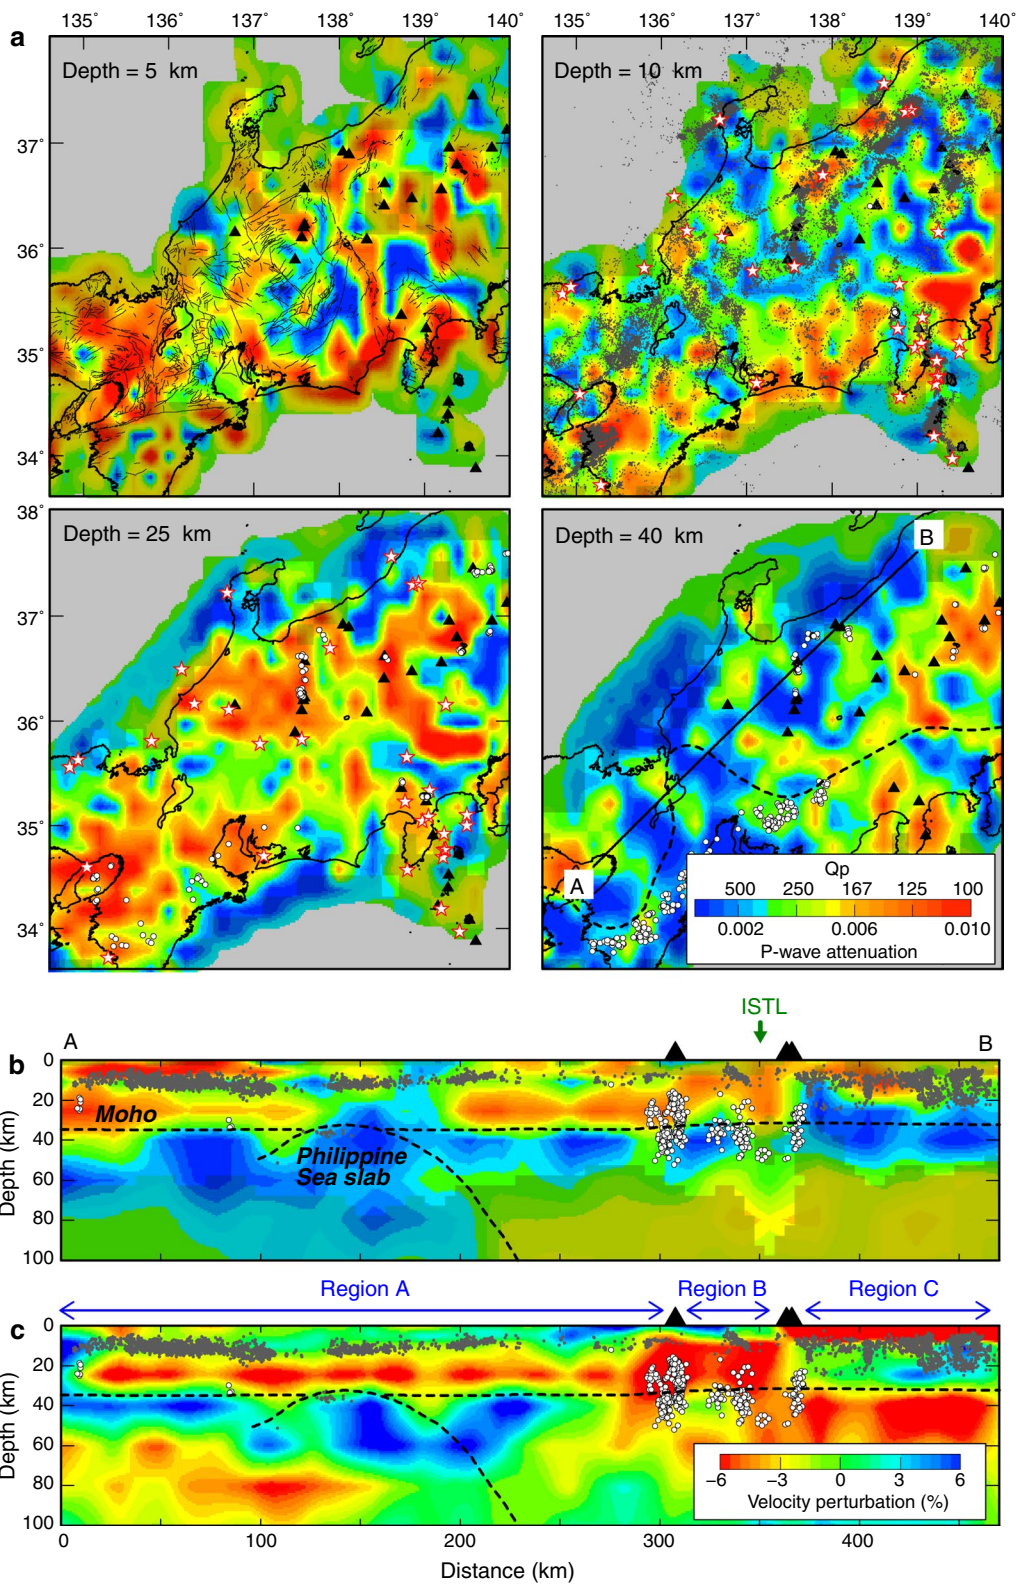 135° 136° 137° 138° 139° 140° 135° 136° 137° 138° 139° 140°
a
Depth = 5 km
Depth = 10 km
37°
36°
35°
34°
38°
Depth = 25 km
Depth = 40 km
B
37°
36°
35°
34°
A
Qp
500 250 167 125 100
0.002 0.006 0.010
P-wave attenuation
ISTL
A
B
b
0
20
40
60
80
100
Depth (km)
Moho
Philippine
Sea slab
Region A
Region B
Region C
c
0
20
40
60
80
100
Depth (km)
−6 −3 0 3 6
Velocity perturbation (%)
0 100 200 300 400
Distance (km)